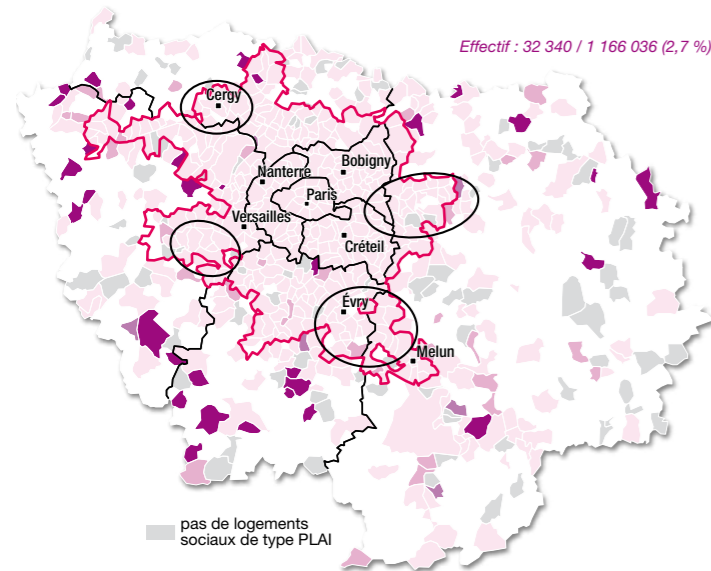 Effectif : 32 340 / 1 166 036 (2,7 %)
Cergy
Bobigny
Nanterre
Paris
Versailles
Créteil
Évry
Melun
pas de logements
sociaux de type PLAI